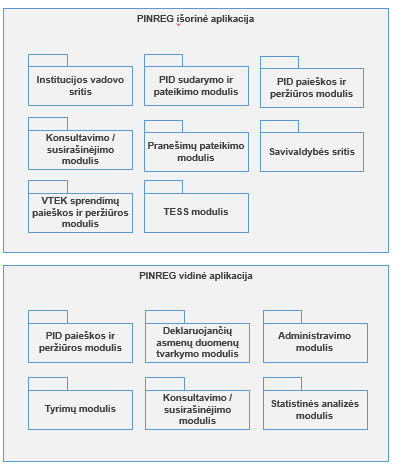 PINREG išorinė aplikacija
Institucijos vadovo
sritis
PID sudarymo ir
pateikimo modulis
PID paieškos ir
peržiūros modulis
Konsultavimo /
susirašinėjimo
modulis
Pranešimų pateikimo
modulis
Savivaldybės sritis
VTEK sprendimų
paieškos ir peržiūros
modulis
TESS modulis
PINREG vidinė aplikacija
PID paieškos ir
peržiūros modulis
Deklaruojančių
asmenų duomenų
tvarkymo modulis
Administravimo
modulis
Tyrimų modulis
Konsultavimo /
susirašinėjimo
modulis
Statistinės analizės
modulis